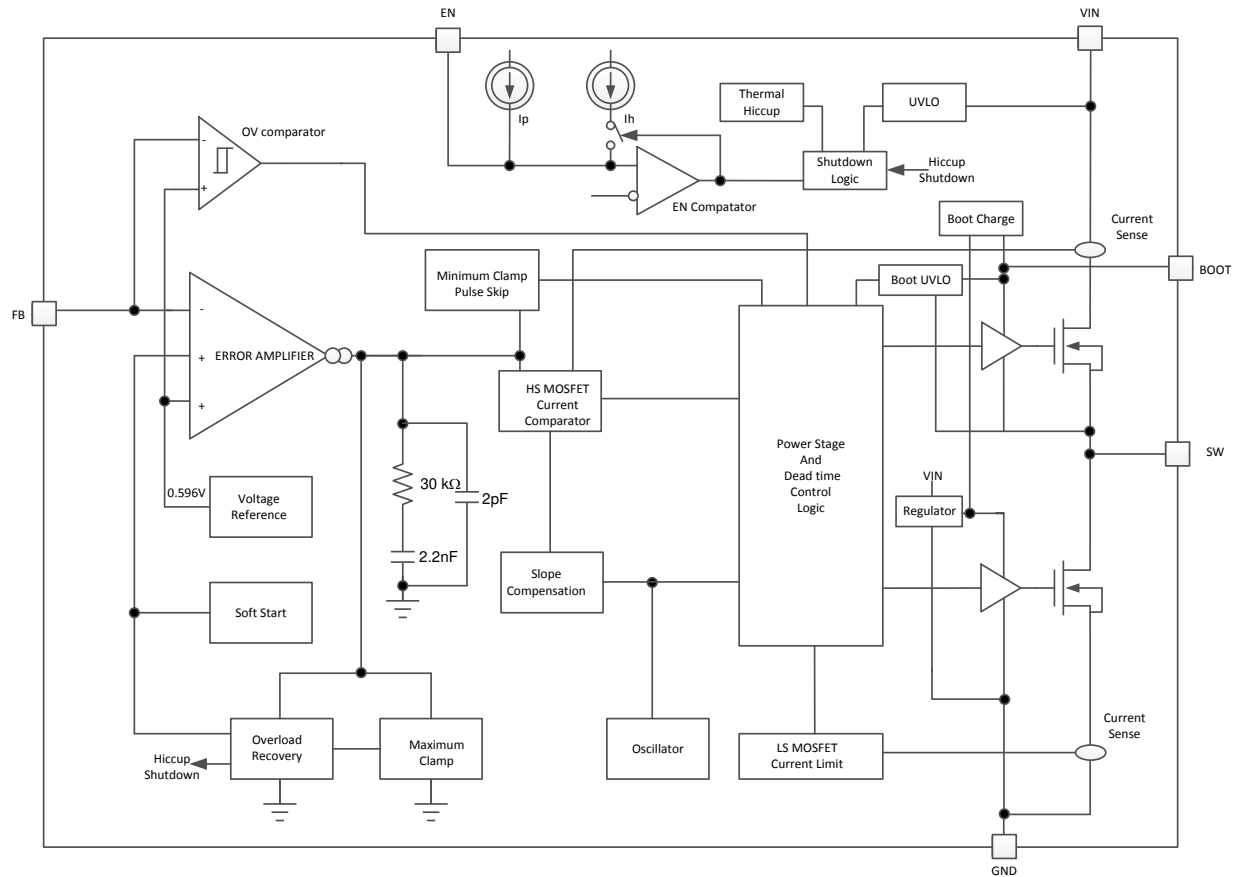 EN
VIN
Ip
Ih
Thermal
Hiccup
UVLO
OV comparator
-
+
Shutdown
Logic
Hiccup
Shutdown
EN Compatator
Boot Charge
Current
Sense
BOOT
Minimum Clamp
Pulse Skip
Boot UVLO
FB
-
+
+
ERROR AMPLIFIER
HS MOSFET
Current
Comparator
Power Stage
And
Dead time
Control
Logic
SW
0.596V
Voltage
Reference
30 kΩ
2pF
2.2nF
VIN
Regulator
Slope
Compensation
Soft Start
Overload
Recovery
Maximum
Clamp
Hiccup
Shutdown
Oscillator
LS MOSFET
Current Limit
Current
Sense
GND